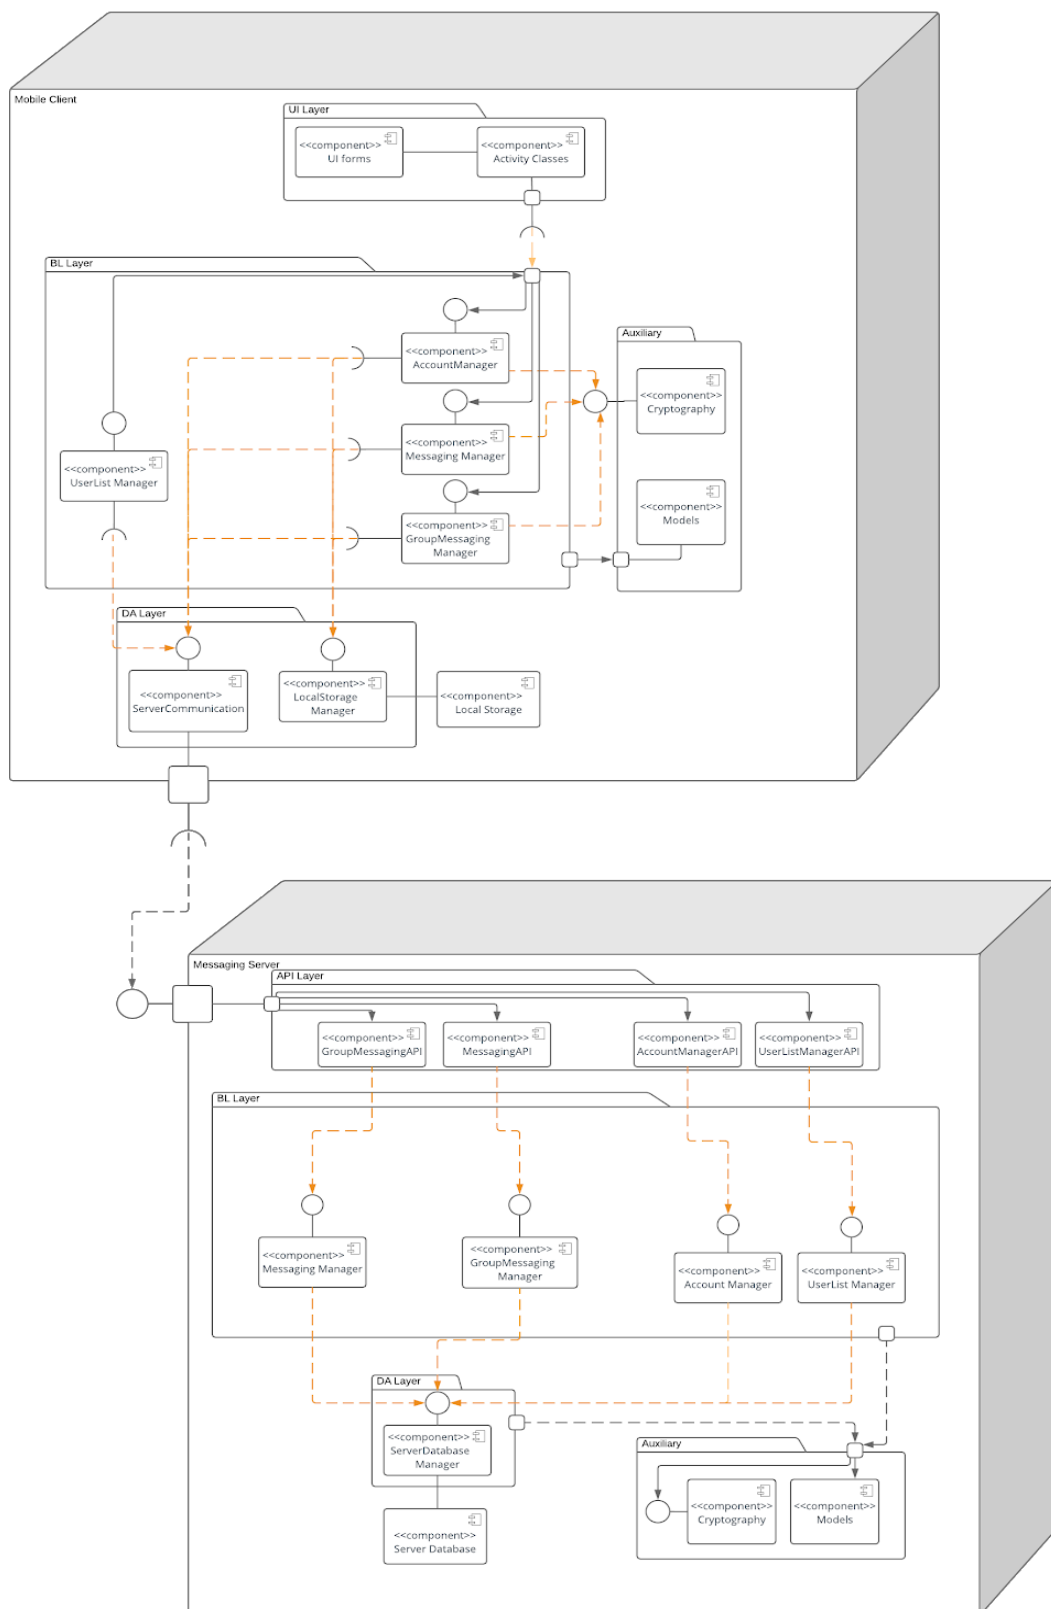 Mobile Client
UI Layer
<<component>>
UI forms
<<component>>
Activity Classes
BL Layer
<<component>>
AccountManager
<<component>>
Messaging Manager
<<component>>
UserList Manager
<<component>>
GroupMessaging
Manager
Auxiliary
<<component>>
Cryptography
<<component>>
Models
DA Layer
<<component>>
ServerCommunication
<<component>>
LocalStorage
Manager
<<component>>
Local Storage
Messaging Server
API Layer
<<component>>
GroupMessagingAPI
<<component>>
MessagingAPI
<<component>>
AccountManagerAPI
<<component>>
UserListManagerAPI
BL Layer
<<component>>
Messaging Manager
<<component>>
GroupMessaging
Manager
<<component>>
Account Manager
<<component>>
UserList Manager
DA Layer
<<component>>
ServerDatabase
Manager
<<component>>
Server Database
Auxiliary
<<component>>
Cryptography
<<component>>
Models